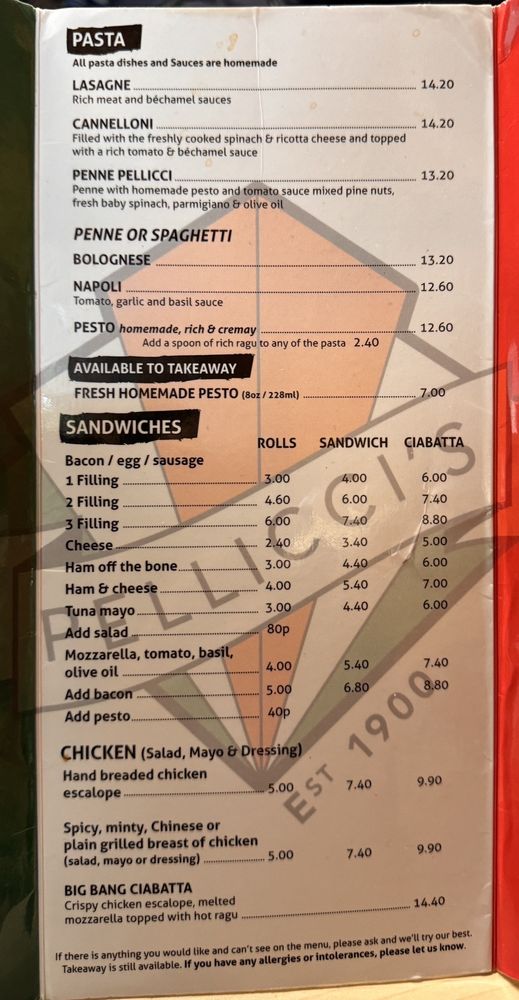 PASTA
All pasta dishes and Sauces are homemade
LASAGNE 14.20
Rich meat and béchamel sauces
CANNELLONI 14.20
Filled with the freshly cooked spinach & ricotta cheese and topped
with a rich tomato & béchamel sauce
PENNE PELLICCI 13.20
Penne with homemade pesto and tomato sauce mixed pine nuts,
fresh baby spinach, parmigiano & olive oil
PENNE OR SPAGHETTI
BOLOGNESE 13.20
NAPOLI 12.60
Tomato, garlic and basil sauce
PESTO homemade, rich & cremay 12.60
Add a spoon of rich ragu to any of the pasta 2.40
AVAILABLE TO TAKEAWAY
FRESH HOMEMADE PESTO (8oz / 228ml) 7.00
SANDWICHES
ROLLS SANDWICH CIABATTA
Bacon / egg / sausage
1 Filling 3.00 4.00 6.00
2 Filling 4.60 6.00 7.40
3 Filling 6.00 7.40 8.80
Cheese 2.40 3.40 5.00
Ham off the bone 3.00 4.40 6.00
Ham & cheese 4.00 5.40 7.00
Tuna mayo 3.00 4.40 6.00
Add salad 80p
Mozzarella, tomato, basil,
olive oil 4.00 5.40 7.40
Add bacon 5.00 6.80 8.80
Add pesto 40p
CHICKEN (Salad, Mayo & Dressing)
Hand breaded chicken
escalope 5.00 7.40 9.90
Spicy, minty, Chinese or
plain grilled breast of chicken
(salad, mayo or dressing) 5.00 7.40 9.90
BIG BANG CIABATTA
Crispy chicken escalope, melted
mozzarella topped with hot ragu 14.40
If there is anything you would like and can't see on the menu, please ask and we'll try our best.
Takeaway is still available. If you have any allergies or intolerances, please let us know.
PELLICCI'S
EST 1900